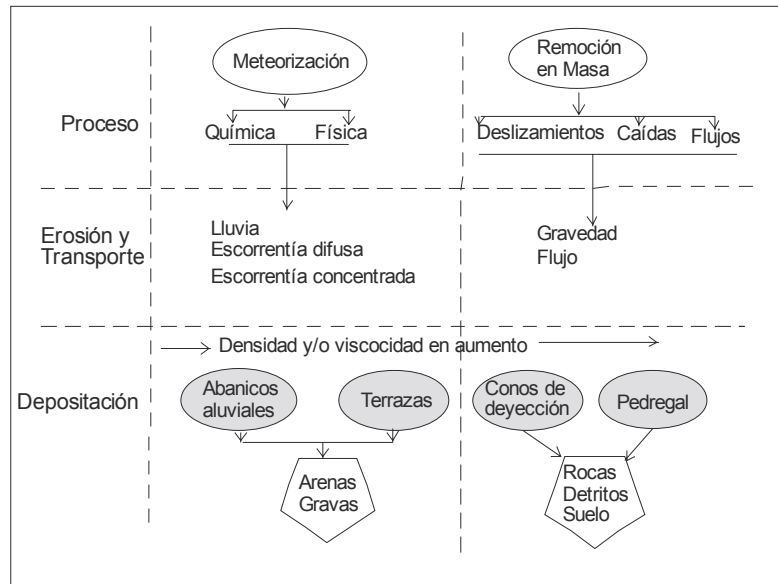 Meteorización
Remoción
en Masa
Proceso
Química
Física
Deslizamientos
Caídas
Flujos
Erosión y
Transporte
Lluvia
Escorrentía difusa
Escorrentía concentrada
Gravedad
Flujo
Densidad y/o viscocidad en aumento
Depositación
Abanicos
aluviales
Terrazas
Conos de
deyección
Pedregal
Arenas
Gravas
Rocas
Detritos
Suelo